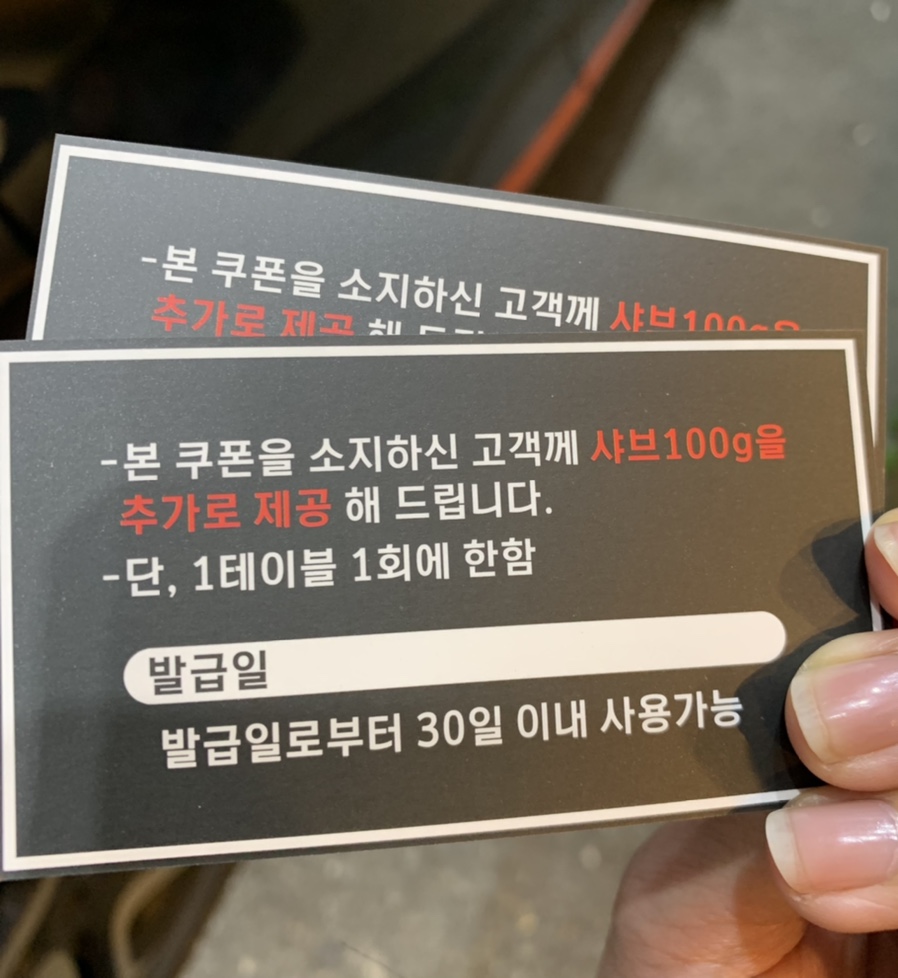 -본 쿠폰을 소지하신 고객께 샤브100g을
추가로 제공 해 드립
-본 쿠폰을 소지하신 고객께 샤브100g을
추가로 제공 해 드립니다.
-단, 1테이블 1회에 한함
발급일
발급일로부터 30일 이내 사용가능